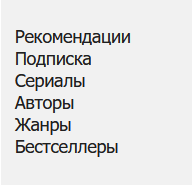 Рекомендации
Подписка
Сериалы
Авторы
Жанры
Бестселлеры